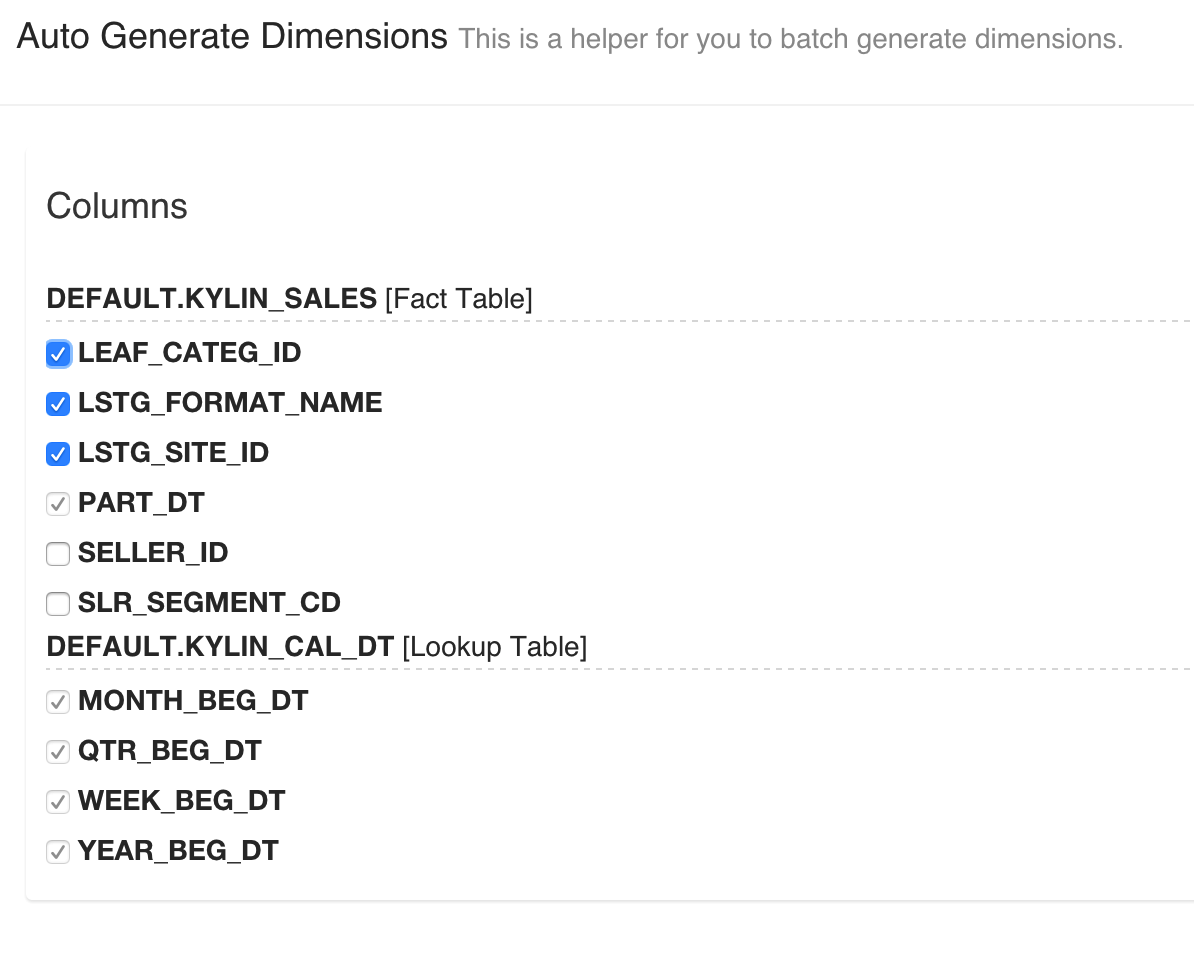 Auto Generate Dimensions This is a helper for you to batch generate dimensions.
Columns
DEFAULT.KYLIN_SALES [Fact Table]
LEAF_CATEG_ID
LSTG_FORMAT_NAME
LSTG_SITE_ID
PART_DT
SELLER_ID
SLR_SEGMENT_CD
DEFAULT.KYLIN_CAL_DT [Lookup Table]
MONTH_BEG_DT
QTR_BEG_DT
WEEK_BEG_DT
YEAR_BEG_DT